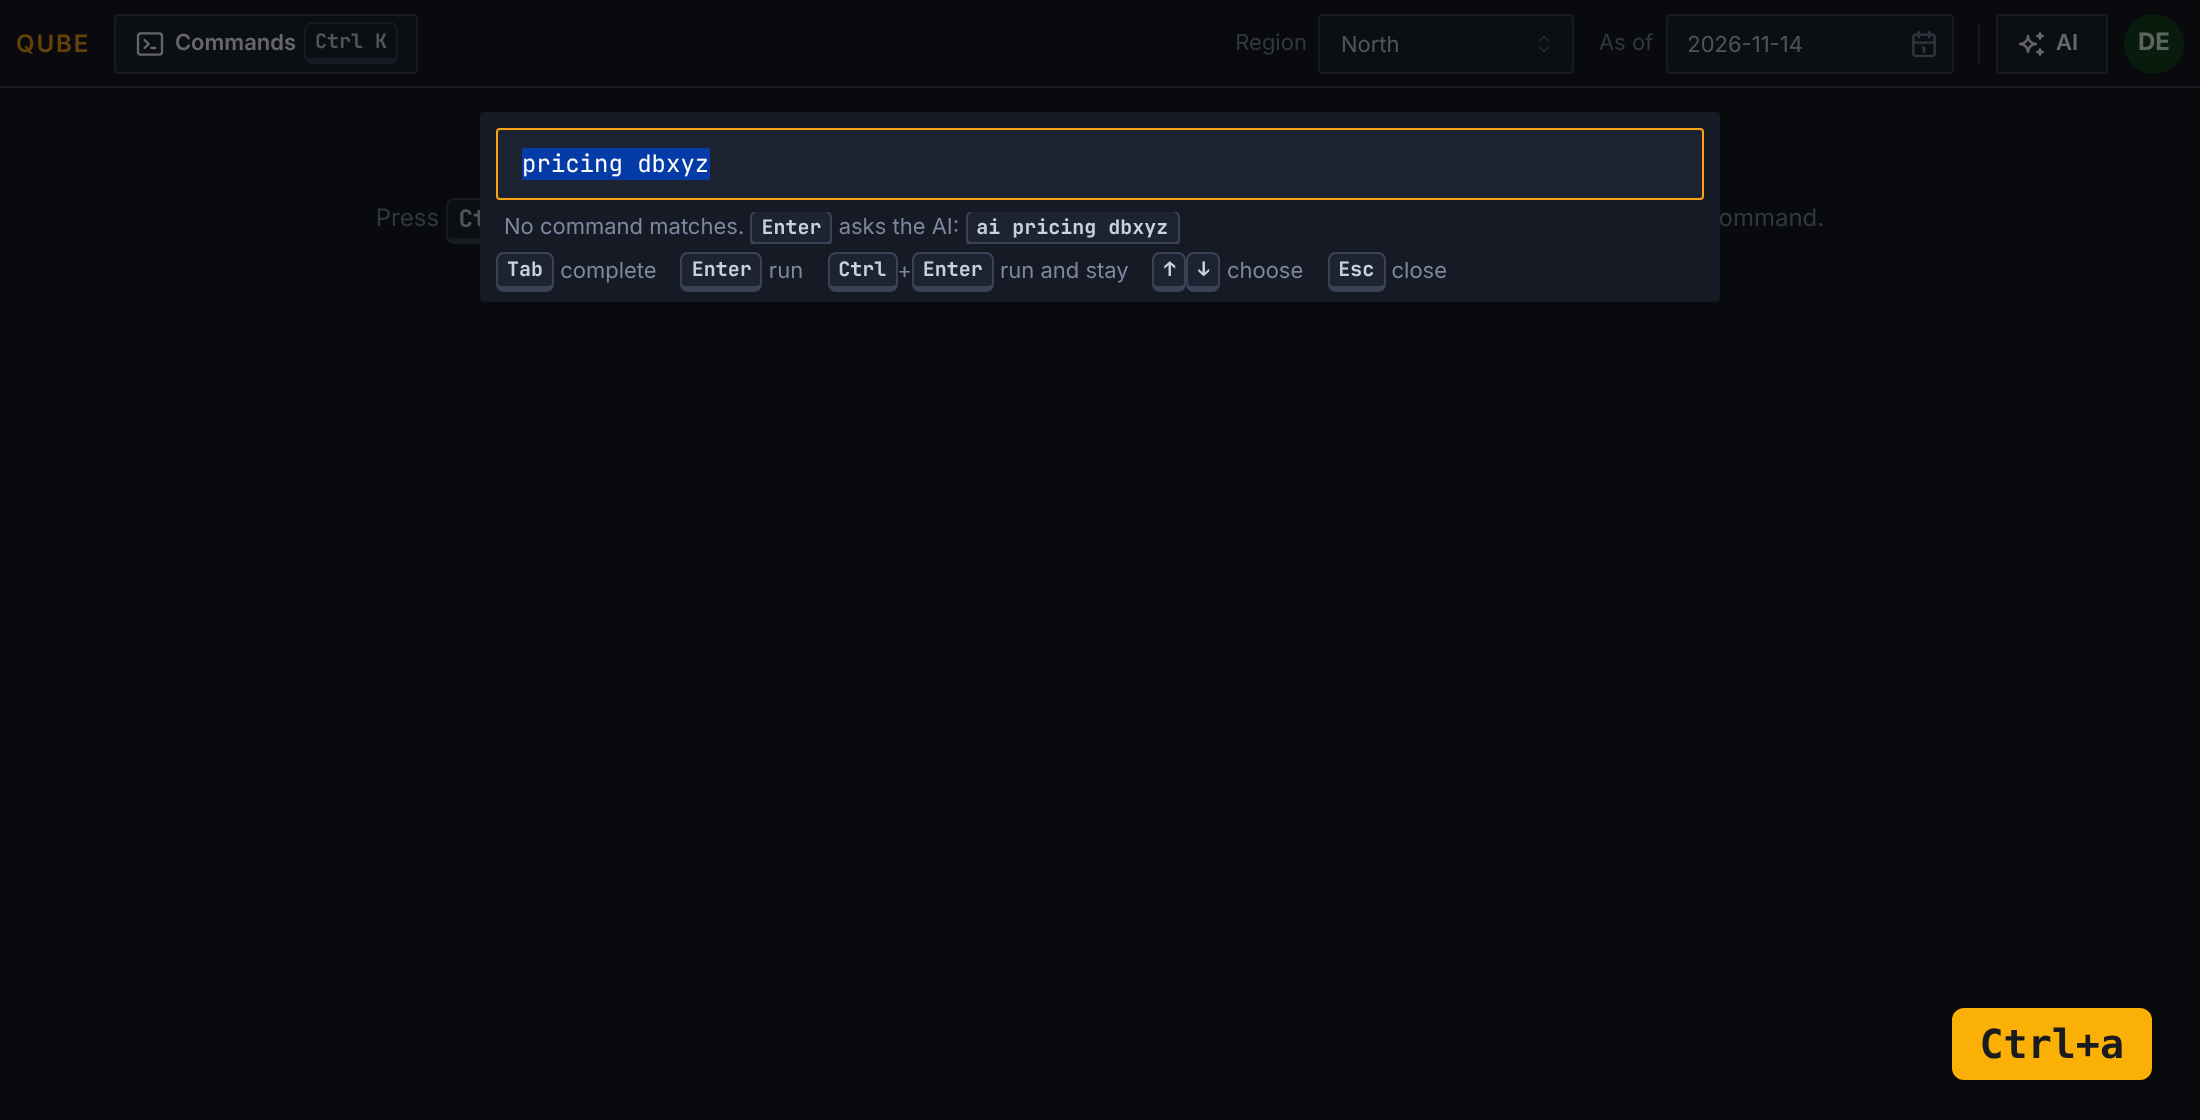 QUBE Commands Ctrl K Region North As of 2026-11-14 AI DE
pricing dbxyz
Press Ct ommand.
No command matches. Enter asks the AI: ai pricing dbxyz
Tab complete Enter run Ctrl+Enter run and stay ↑ ↓ choose Esc close
Ctrl+a